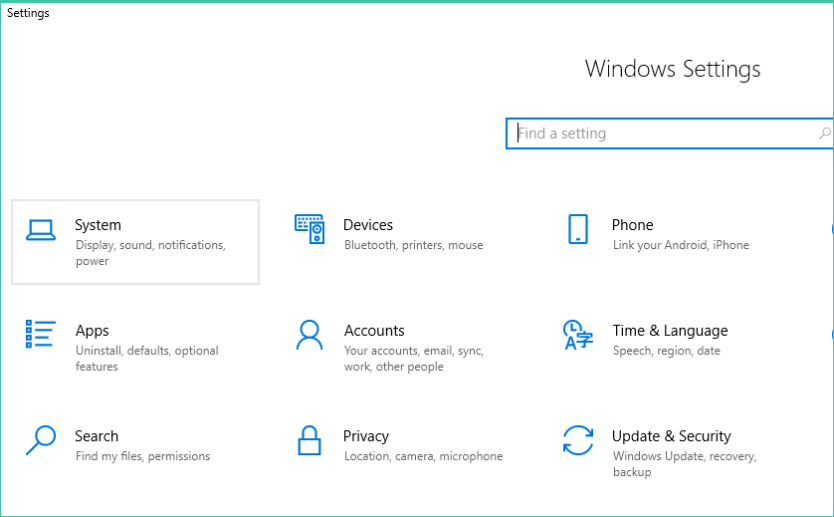 Settings
Windows Settings
Find a setting
System
Display, sound, notifications,
power
Devices
Bluetooth, printers, mouse
Phone
Link your Android, iPhone
Apps
Uninstall, defaults, optional
features
Accounts
Your accounts, email, sync,
work, other people
Time & Language
Speech, region, date
Search
Find my files, permissions
Privacy
Location, camera, microphone
Update & Security
Windows Update, recovery,
backup